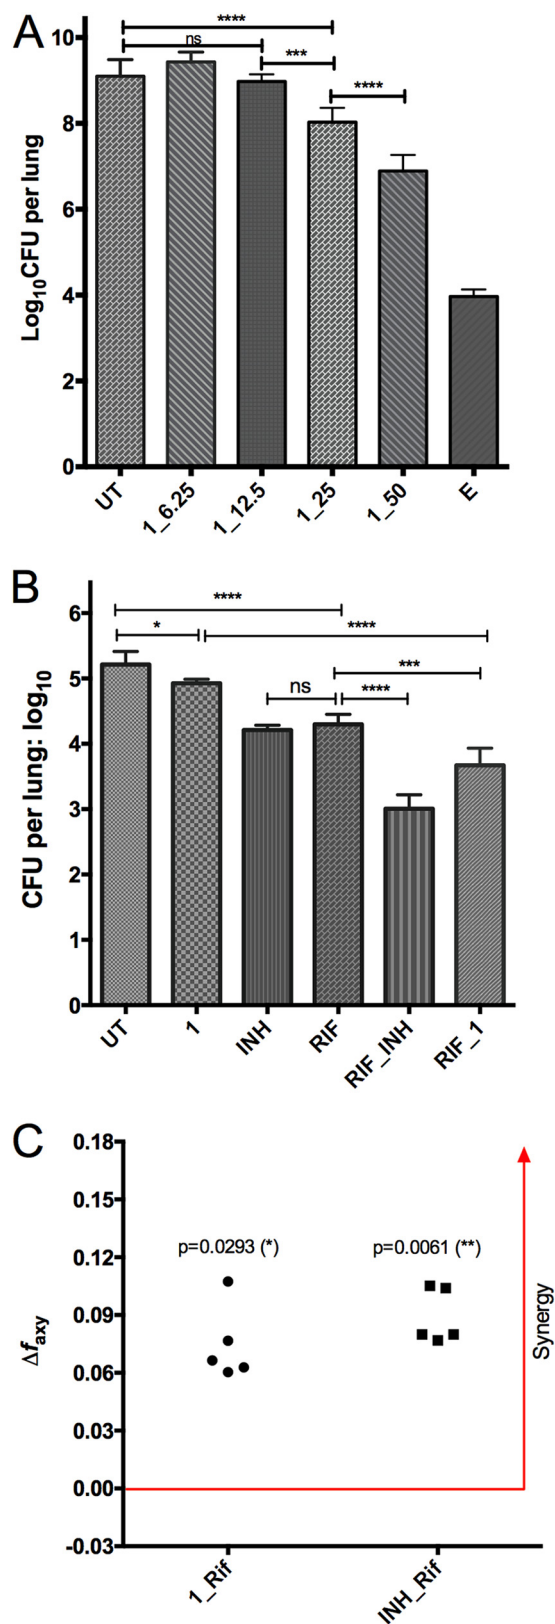 A
Log10CFU per lung
10
8
6
4
2
0
****
ns
***
****
UT
1_6.25
1_12.5
1_25
1_50
E
B
CFU per lung: log10
6
5
4
3
2
1
0
****
*
****
***
ns
****
UT
1
INH
RIF
RIF_INH
RIF_1
C
Δfaxy
0.18
0.15
0.12
0.09
0.06
0.03
0.00
-0.03
p=0.0293 (*)
p=0.0061 (**)
Synergy
1_Rif
INH_Rif